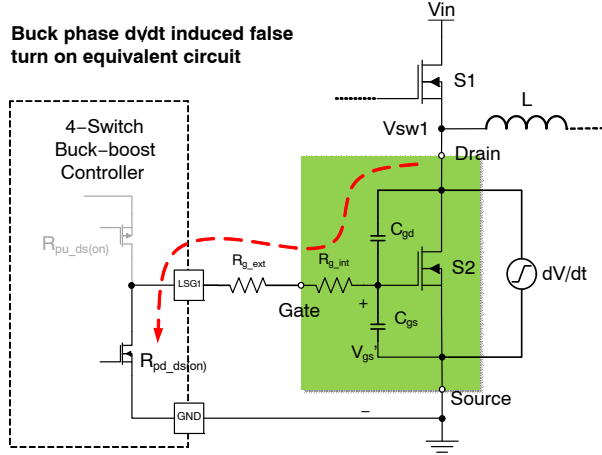 Buck phase dv/dt induced false
turn on equivalent circuit
Vin
S1
L
Vsw1
4−Switch
Buck−boost
Controller
Drain
Rpu_ds(on)
Cgd
Rg_ext
Rg_int
S2
dV/dt
LSG1
Gate
+
Cgs
Vgs'
Rpd_ds(on)
Source
GND
−